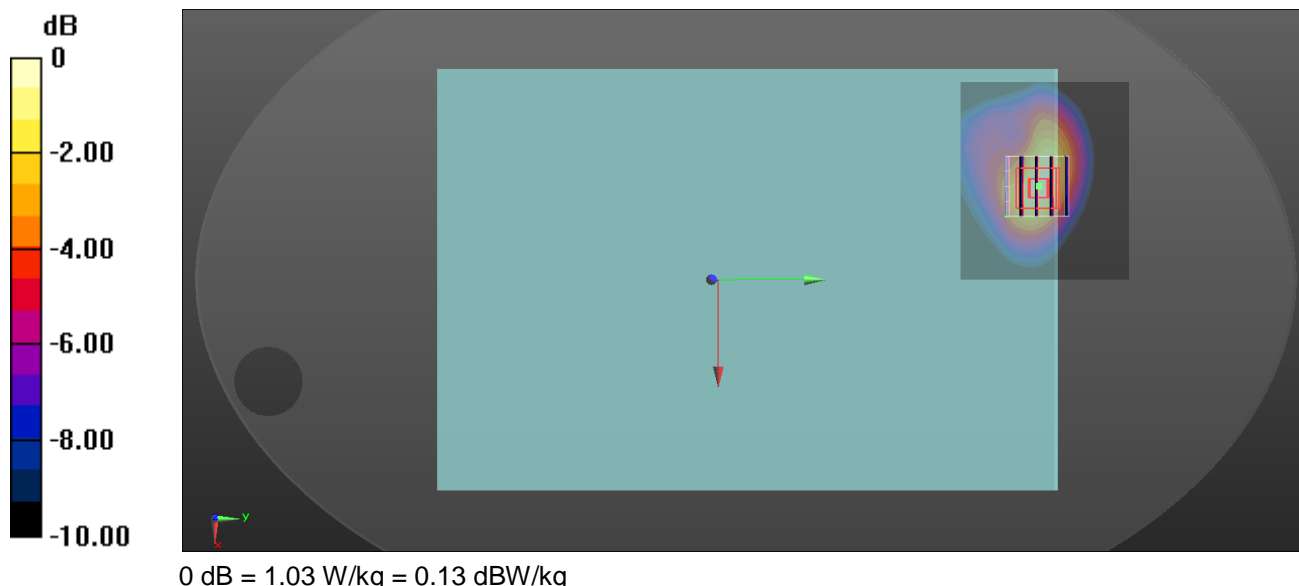 dB
0
-2.00
-4.00
-6.00
-8.00
-10.00
y
x
0 dB = 1.03 W/kg = 0.13 dBW/kg